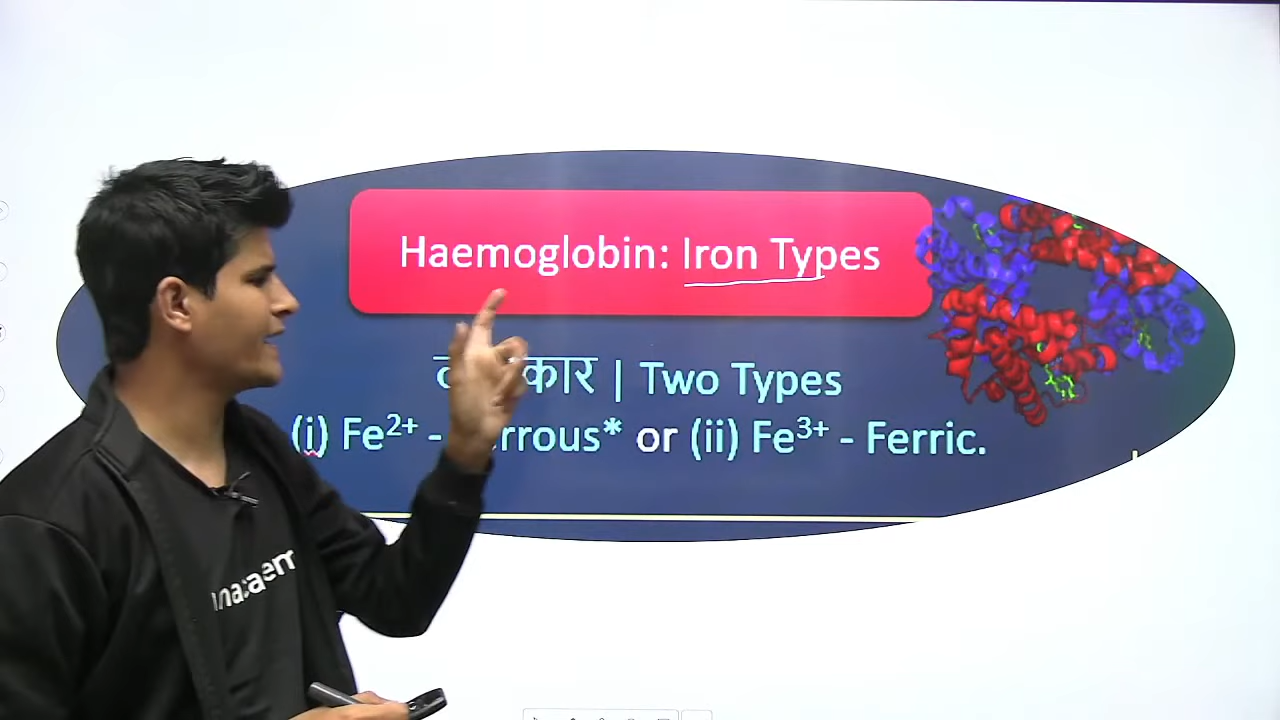 Haemoglobin: Iron Types
| Two Types
(i) Fe²⁺ - * or (ii) Fe³⁺ - Ferric.